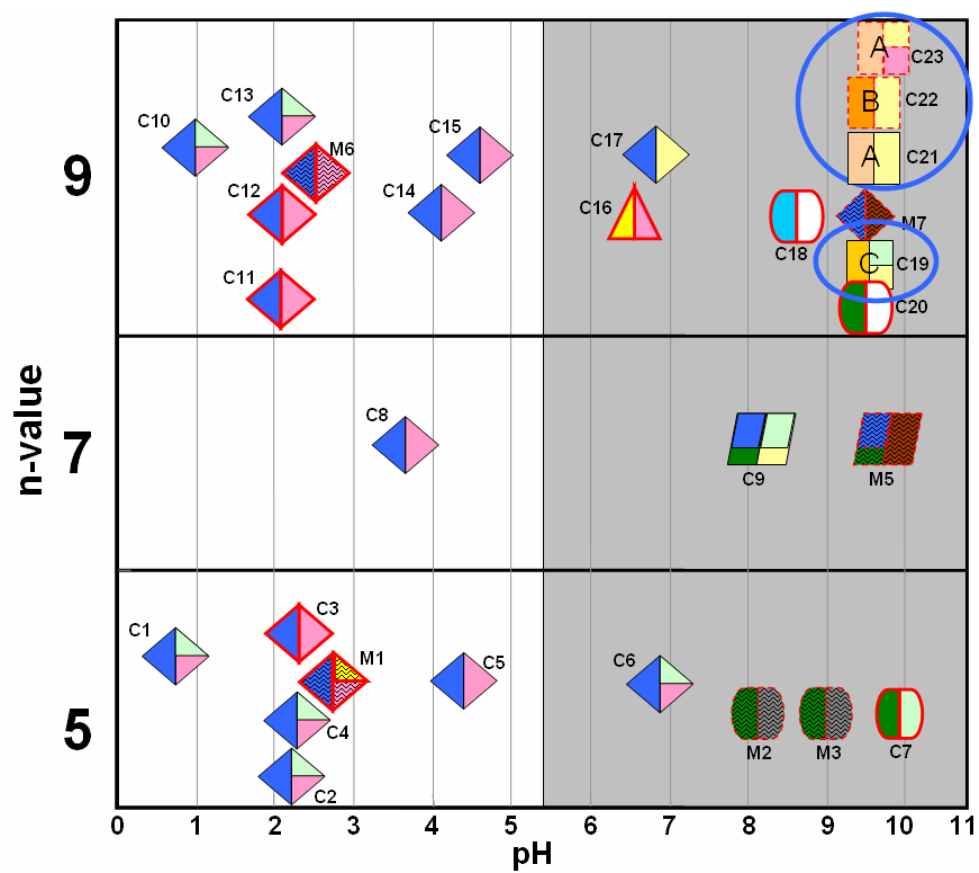 A
C23
B
C22
A
C21
C10
C13
M6
C12
C11
C15
C14
C17
C16
C18
M7
C
C19
C20
9
n-value
7
C8
C9
M5
5
C1
C3
M1
C4
C2
C5
C6
M2
M3
C7
0 1 2 3 4 5 6 7 8 9 10 11
pH